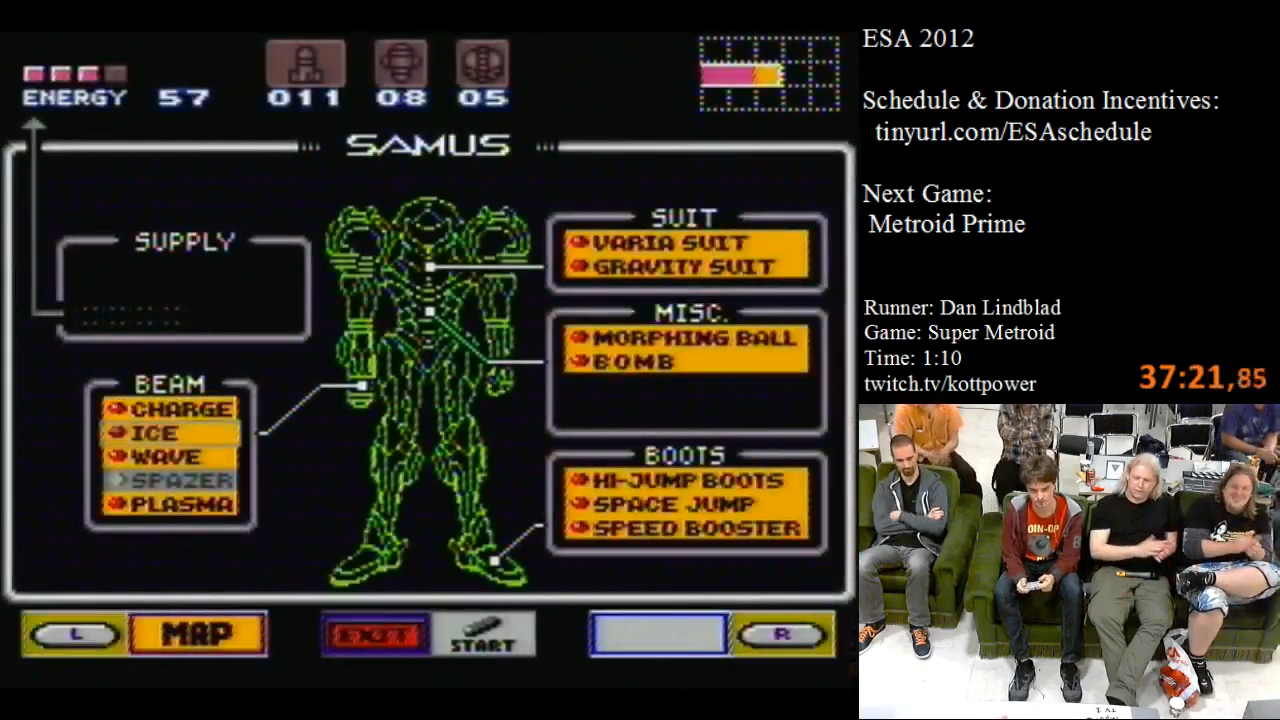 ENERGY 57 011 08 05
SAMUS
SUPPLY
BEAM
CHARGE
ICE
WAVE
SPAZER
PLASMA
SUIT
VARIA SUIT
GRAVITY SUIT
MISC.
MORPHING BALL
BOMB
BOOTS
HI-JUMP BOOTS
SPACE JUMP
SPEED BOOSTER
L MAP EXIT START R
ESA 2012
Schedule & Donation Incentives:
tinyurl.com/ESAschedule
Next Game:
Metroid Prime
Runner: Dan Lindblad
Game: Super Metroid
Time: 1:10
twitch.tv/kottpower
37:21,85